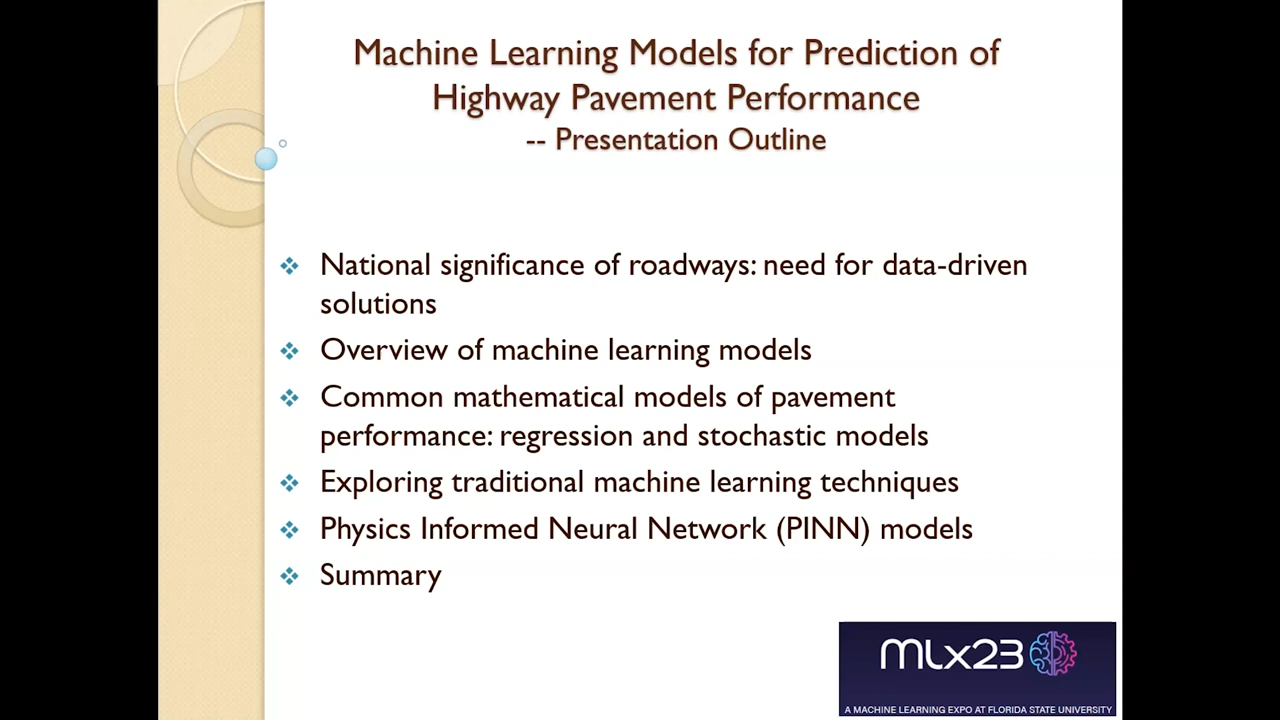 Machine Learning Models for Prediction of
Highway Pavement Performance
-- Presentation Outline
National significance of roadways: need for data-driven
solutions
Overview of machine learning models
Common mathematical models of pavement
performance: regression and stochastic models
Exploring traditional machine learning techniques
Physics Informed Neural Network (PINN) models
Summary
MLx23
A MACHINE LEARNING EXPO AT FLORIDA STATE UNIVERSITY